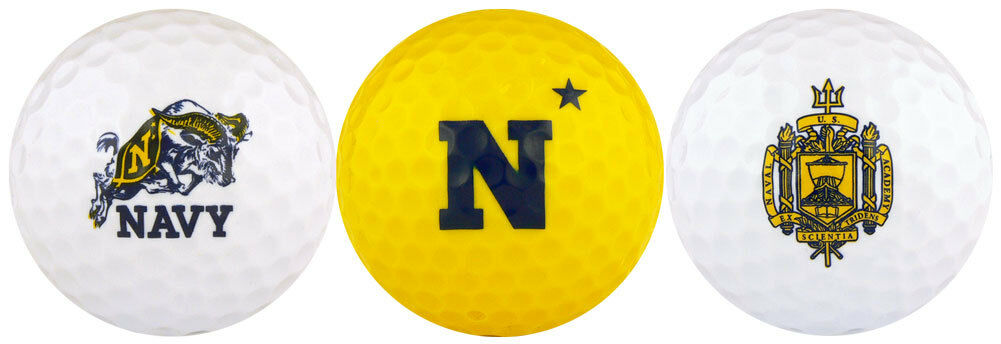 N
NAVY
N
U.S.
NAVAL
ACADEMY
EX
TRIDENS
SCIENTIA